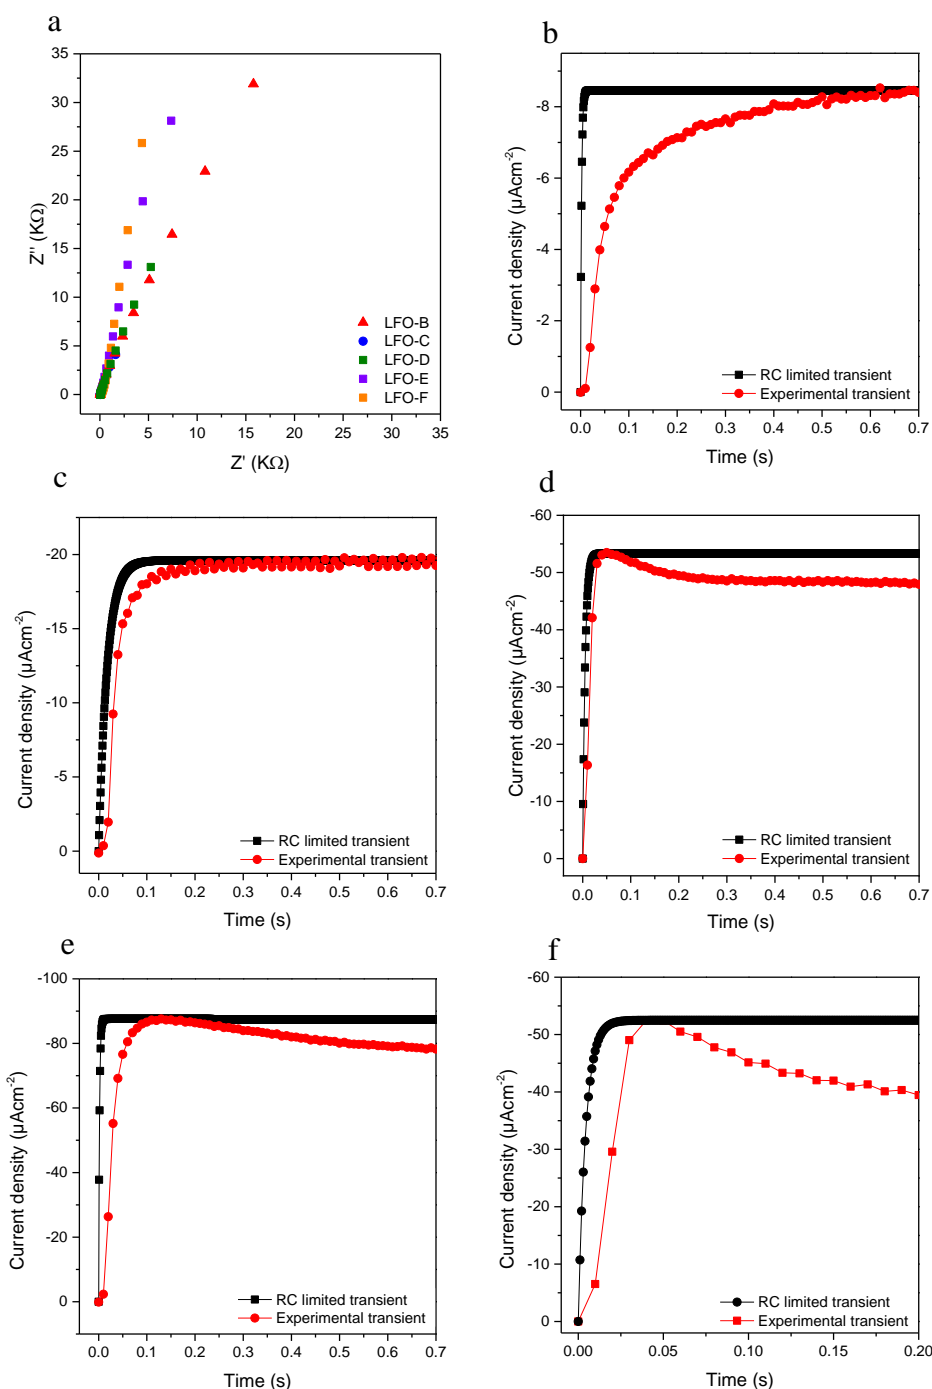 a
35
30
25
20
15
10
5
0
Z'' (KΩ)
LFO-B
LFO-C
LFO-D
LFO-E
LFO-F
0 5 10 15 20 25 30 35
Z' (KΩ)
b
-8
-6
-4
-2
0
Current density (µAcm-2)
RC limited transient
Experimental transient
0.0 0.1 0.2 0.3 0.4 0.5 0.6 0.7
Time (s)
c
-20
-15
-10
-5
0
Current density (µAcm-2)
RC limited transient
Experimental transient
0.0 0.1 0.2 0.3 0.4 0.5 0.6 0.7
Time (s)
d
-60
-50
-40
-30
-20
-10
0
Current density (µAcm-2)
RC limited transient
Experimental transient
0.0 0.1 0.2 0.3 0.4 0.5 0.6 0.7
Time (s)
e
-100
-80
-60
-40
-20
0
Current density (µAcm-2)
RC limited transient
Experimental transient
0.0 0.1 0.2 0.3 0.4 0.5 0.6 0.7
Time (s)
f
-60
-50
-40
-30
-20
-10
0
Current density (µAcm-2)
RC limited transient
Experimental transient
0.00 0.05 0.10 0.15 0.20
Time (s)